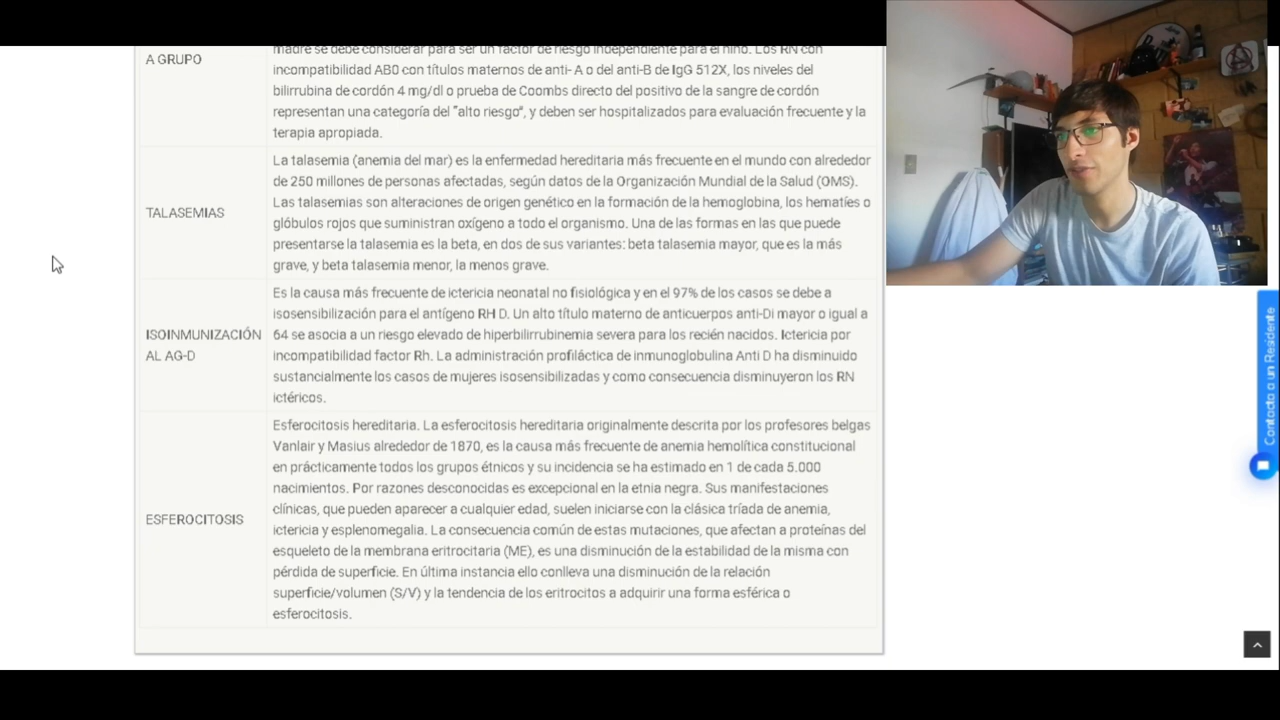 A GRUPO
madre se debe considerar para ser un factor de riesgo independiente para el niño. Los RN con
incompatibilidad AB0 con títulos maternos de anti- A o del anti-B de IgG 512X, los niveles del
bilirrubina de cordón 4 mg/dl o prueba de Coombs directo del positivo de la sangre de cordón
representan una categoría del "alto riesgo", y deben ser hospitalizados para evaluación frecuente y la
terapia apropiada.
TALASEMIAS
La talasemia (anemia del mar) es la enfermedad hereditaria más frecuente en el mundo con alrededor
de 250 millones de personas afectadas, según datos de la Organización Mundial de la Salud (OMS).
Las talasemias son alteraciones de origen genético en la formación de la hemoglobina, los hematíes o
glóbulos rojos que suministran oxígeno a todo el organismo. Una de las formas en las que puede
presentarse la talasemia es la beta, en dos de sus variantes: beta talasemia mayor, que es la más
grave, y beta talasemia menor, la menos grave.
ISOINMUNIZACIÓN
AL AG-D
Es la causa más frecuente de ictericia neonatal no fisiológica y en el 97% de los casos se debe a
isosensibilización para el antígeno RH D. Un alto título materno de anticuerpos anti-Di mayor o igual a
64 se asocia a un riesgo elevado de hiperbilirrubinemia severa para los recién nacidos. Ictericia por
incompatibilidad factor Rh. La administración profiláctica de inmunoglobulina Anti D ha disminuido
sustancialmente los casos de mujeres isosensibilizadas y como consecuencia disminuyeron los RN
ictéricos.
ESFEROCITOSIS
Esferocitosis hereditaria. La esferocitosis hereditaria originalmente descrita por los profesores belgas
Vanlair y Masius alrededor de 1870, es la causa más frecuente de anemia hemolítica constitucional
en prácticamente todos los grupos étnicos y su incidencia se ha estimado en 1 de cada 5.000
nacimientos. Por razones desconocidas es excepcional en la etnia negra. Sus manifestaciones
clínicas, que pueden aparecer a cualquier edad, suelen iniciarse con la clásica tríada de anemia,
ictericia y esplenomegalia. La consecuencia común de estas mutaciones, que afectan a proteínas del
esqueleto de la membrana eritrocitaria (ME), es una disminución de la estabilidad de la misma con
pérdida de superficie. En última instancia ello conlleva una disminución de la relación
superficie/volumen (S/V) y la tendencia de los eritrocitos a adquirir una forma esférica o
esferocitosis.
Contacto a un Residente